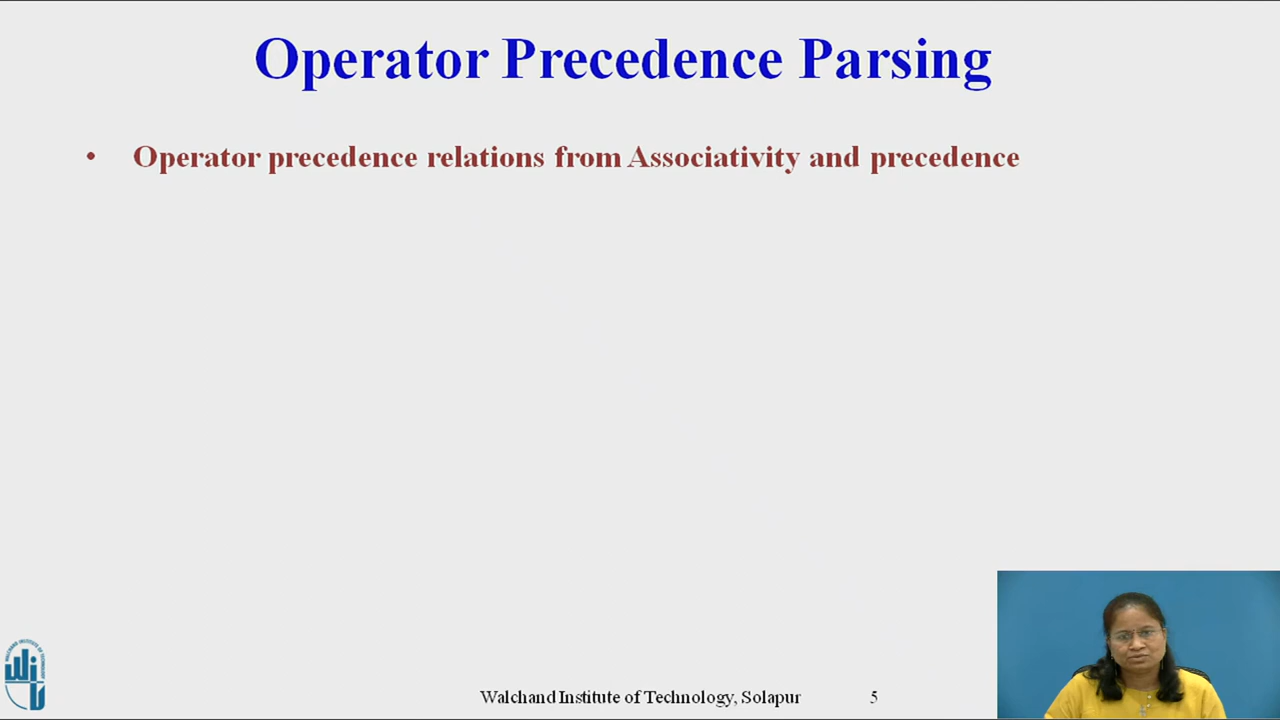 Operator Precedence Parsing
• Operator precedence relations from Associativity and precedence
Walchand Institute of Technology, Solapur 5